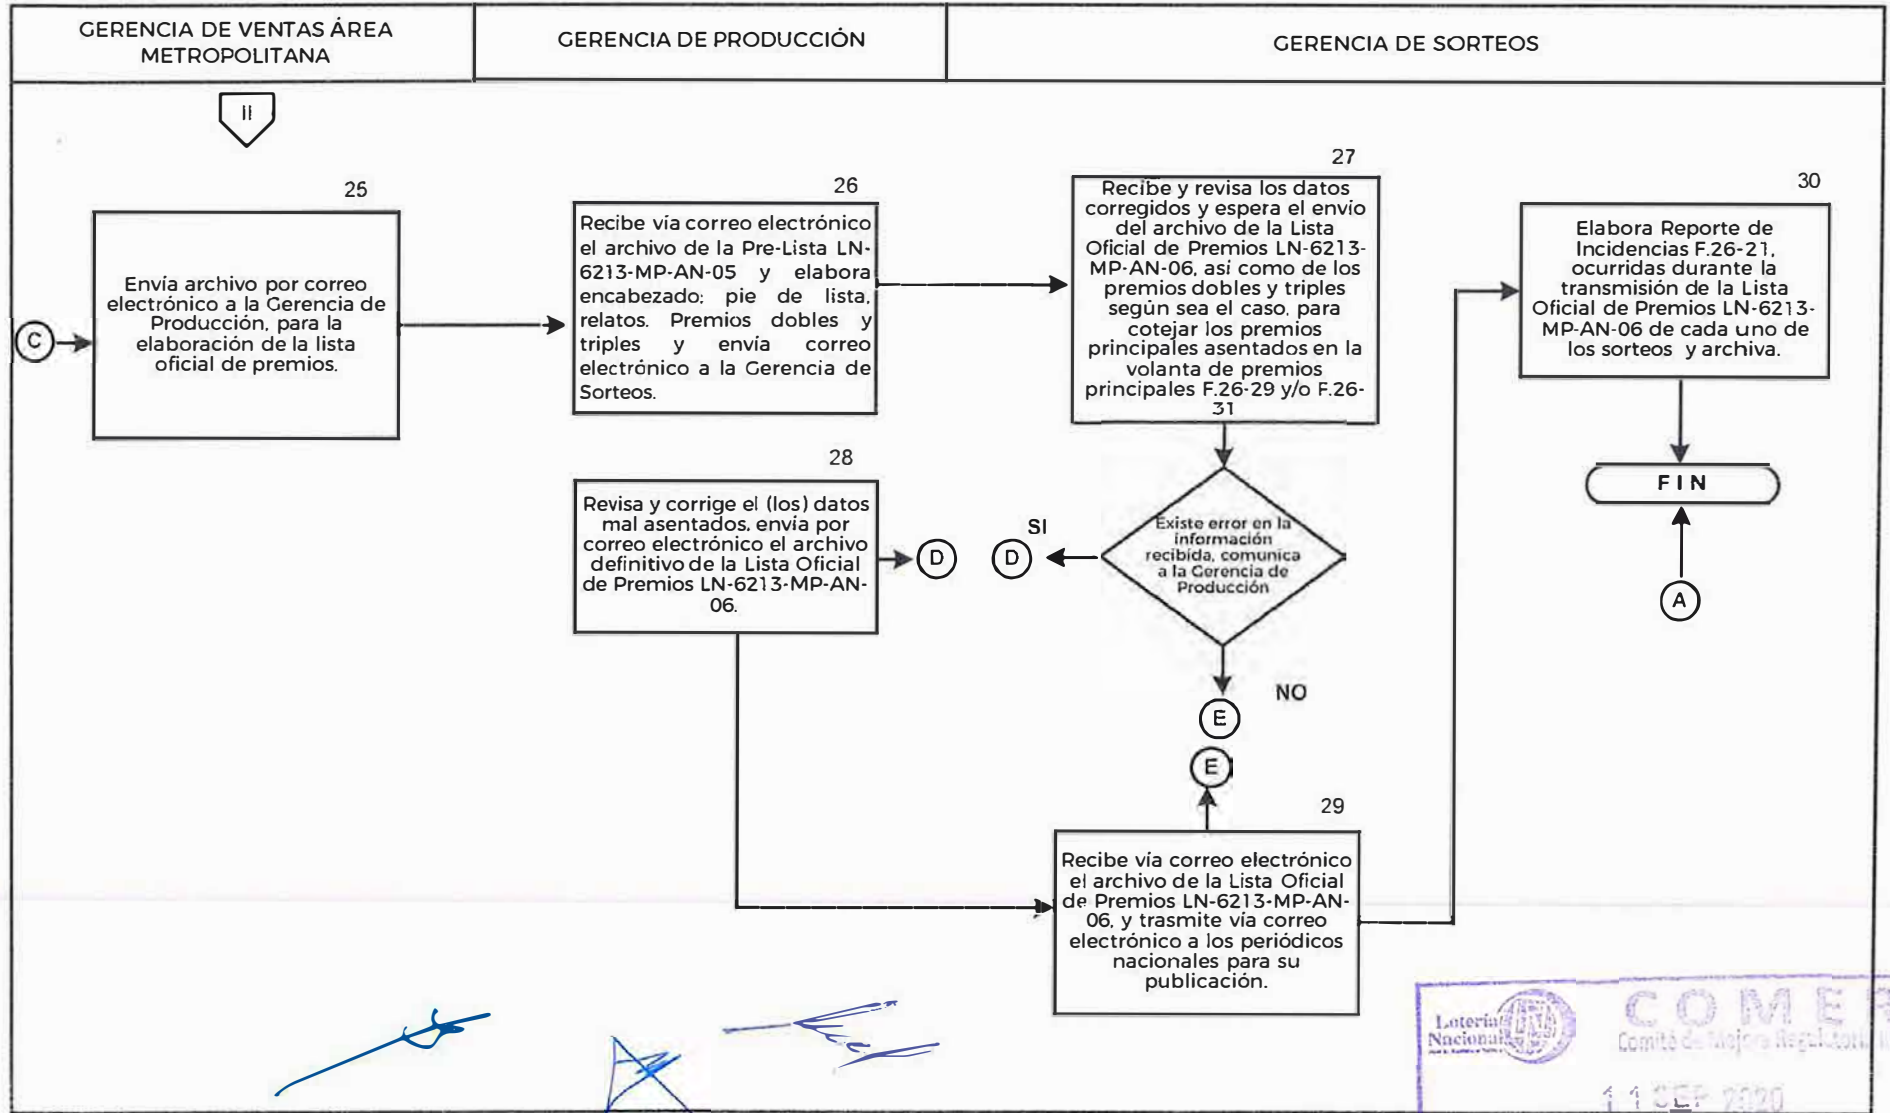 GERENCIA DE VENTAS ÁREA
METROPOLITANA
GERENCIA DE PRODUCCIÓN
GERENCIA DE SORTEOS
II
25
Envía archivo por correo
electrónico a la Gerencia de
Producción, para la
elaboración de la lista
oficial de premios.
C
26
Recibe vía correo electrónico
el archivo de la Pre-Lista LN-
6213-MP-AN-05 y elabora
encabezado; pie de lista,
relatos. Premios dobles y
triples y envía correo
electrónico a la Gerencia de
Sorteos.
27
Recibe y revisa los datos
corregidos y espera el envío
del archivo de la Lista
Oficial de Premios LN-6213-
MP-AN-06, así como de los
premios dobles y triples
según sea el caso, para
cotejar los premios
principales asentados en la
volanta de premios
principales F.26-29 y/o F.26-
31
30
Elabora Reporte de
Incidencias F.26-21,
ocurridas durante la
transmisión de la Lista
Oficial de Premios LN-6213-
MP-AN-06 de cada uno de
los sorteos y archiva.
FIN
A
28
Revisa y corrige el (los) datos
mal asentados, envía por
correo electrónico el archivo
definitivo de la Lista Oficial
de Premios LN-6213-MP-AN-
06.
D
D
SI
Existe error en la
información
recibida, comunica
a la Gerencia de
Producción
NO
E
E
29
Recibe vía correo electrónico
el archivo de la Lista Oficial
de Premios LN-6213-MP-AN-
06, y trasmite vía correo
electrónico a los periódicos
nacionales para su
publicación.
Lotería
Nacional
COMER
Comité de Mejora
11 SEP 2020